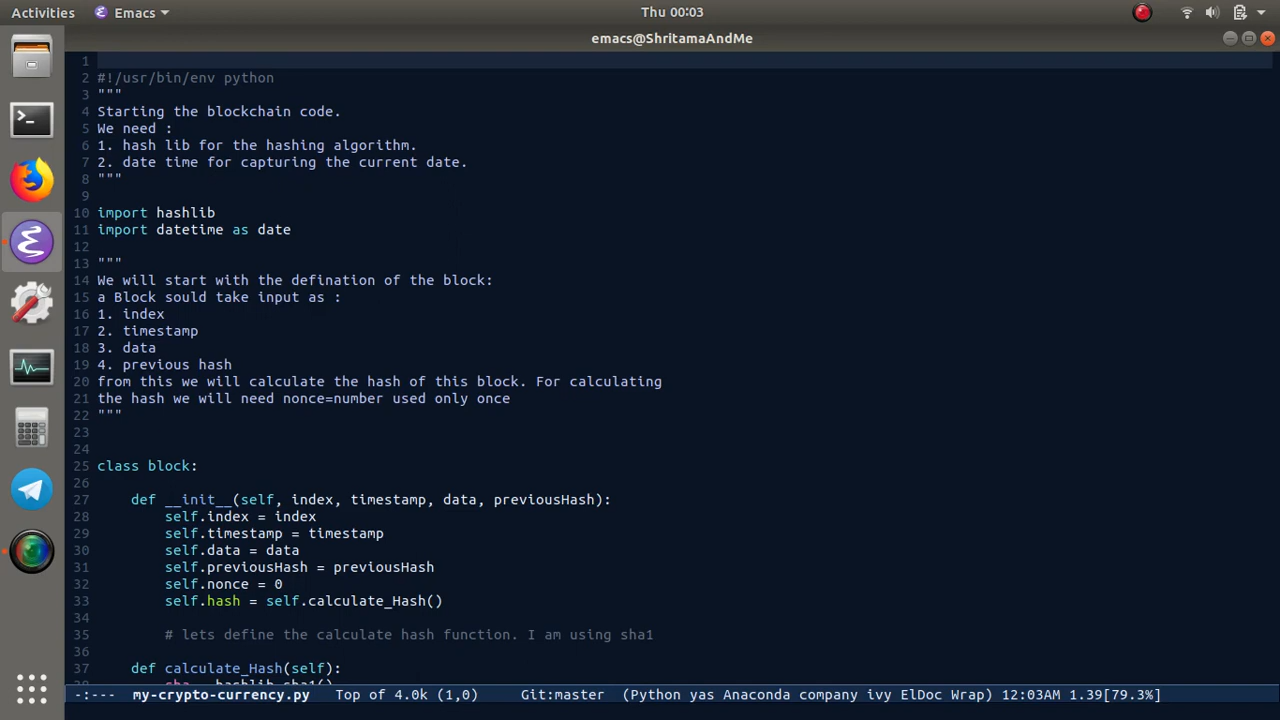 Activities Emacs Thu 00:03
emacs@ShritamaAndMe
1
2 #!/usr/bin/env python
3 """
4 Starting the blockchain code.
5 We need :
6 1. hash lib for the hashing algorithm.
7 2. date time for capturing the current date.
8 """
9
10 import hashlib
11 import datetime as date
12
13 """
14 We will start with the defination of the block:
15 a Block sould take input as :
16 1. index
17 2. timestamp
18 3. data
19 4. previous hash
20 from this we will calculate the hash of this block. For calculating
21 the hash we will need nonce=number used only once
22 """
23
24
25 class block:
26
27 def __init__(self, index, timestamp, data, previousHash):
28 self.index = index
29 self.timestamp = timestamp
30 self.data = data
31 self.previousHash = previousHash
32 self.nonce = 0
33 self.hash = self.calculate_Hash()
34
35 # lets define the calculate hash function. I am using sha1
36
37 def calculate_Hash(self):
38 sha = hashlib.sha1()
-:--- my-crypto-currency.py Top of 4.0k (1,0) Git:master (Python yas Anaconda company ivy ElDoc Wrap) 12:03AM 1.39[79.3%]